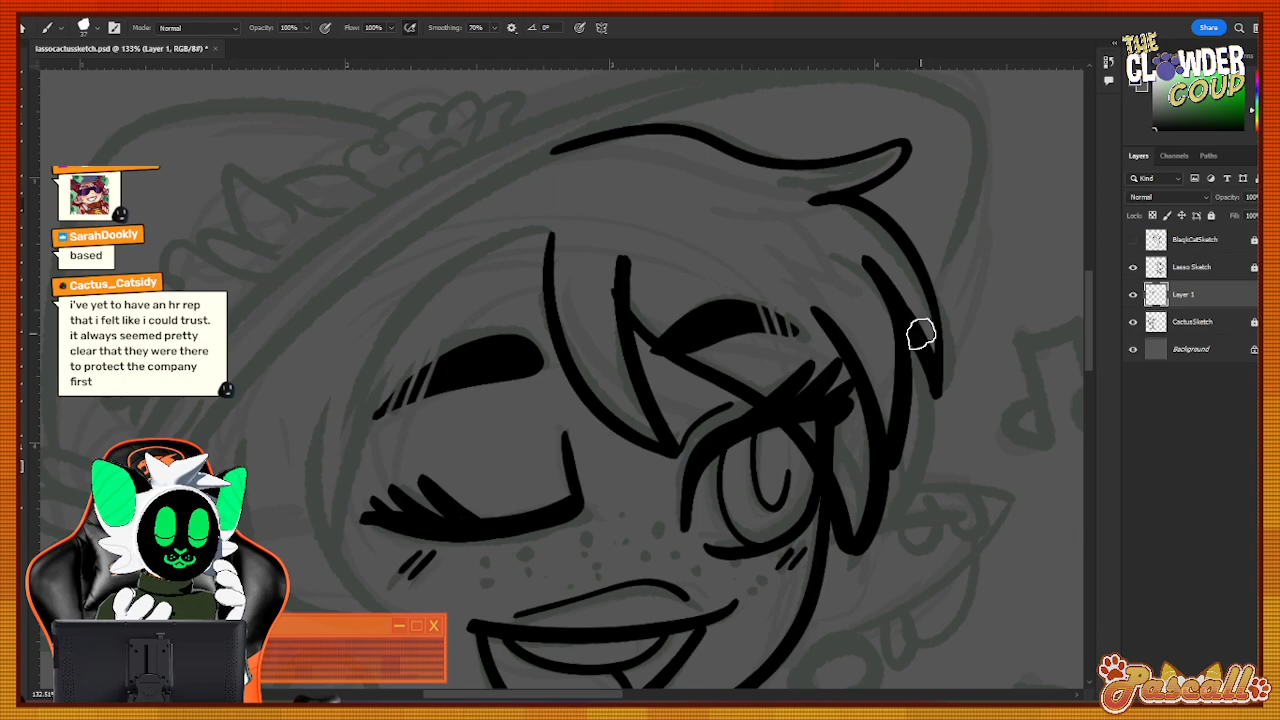 Mode: Normal
Opacity: 100%
Flow: 100%
Smoothing: 70%
0°
Share
lassocactussketch.psd @ 133% (Layer 1, RGB/8#) *
THE
CLOWDER
COUP
Layers Channels Paths
Kind
Normal Opacity: 100%
Lock: Fill: 100%
BlaqkCatSketch
Lasso Sketch
Layer 1
CactusSketch
Background
SarahDookly
based
Cactus_Catsidy
i've yet to have an hr rep
that i felt like i could trust.
it always seemed pretty
clear that they were there
to protect the company
first
X
Pascall